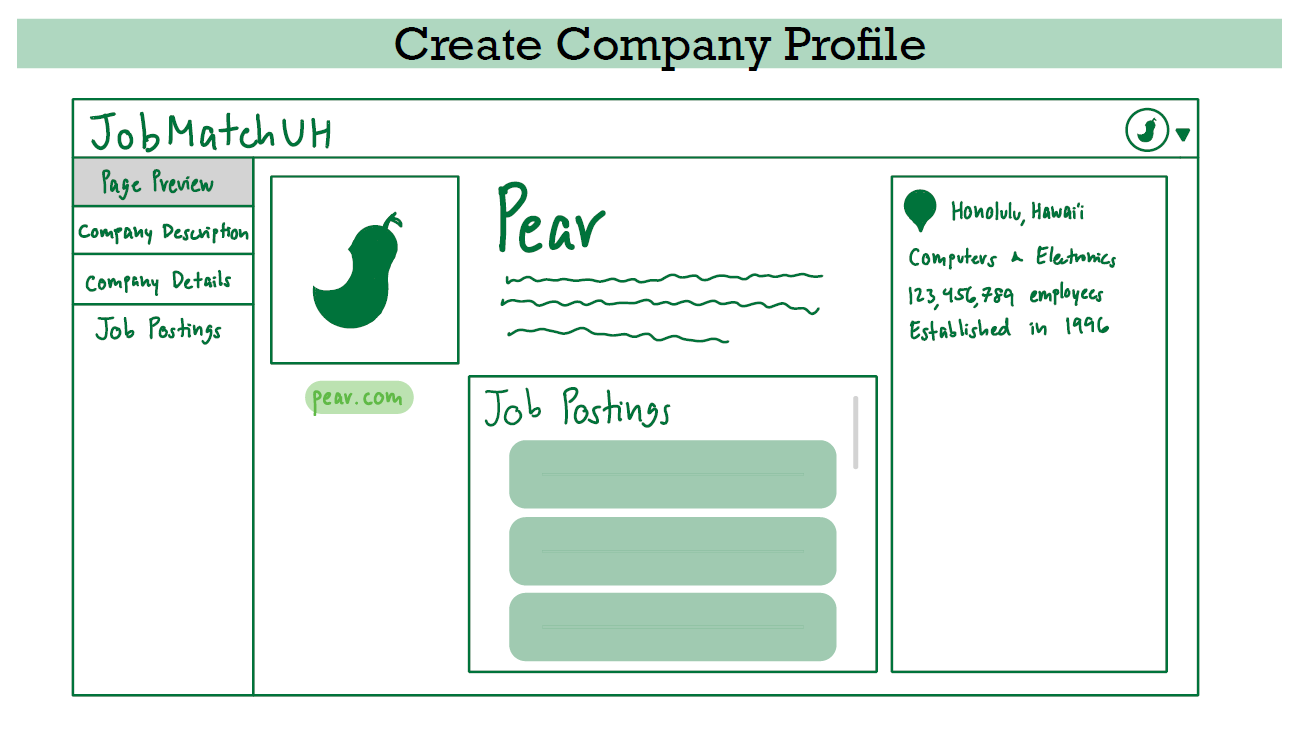 Create Company Profile
JobMatchUH
Page Preview
Company Description
Company Details
Job Postings
Pear
pear.com
Job Postings
Honolulu, Hawai'i
Computers & Electronics
123,456,789 employees
Established in 1996